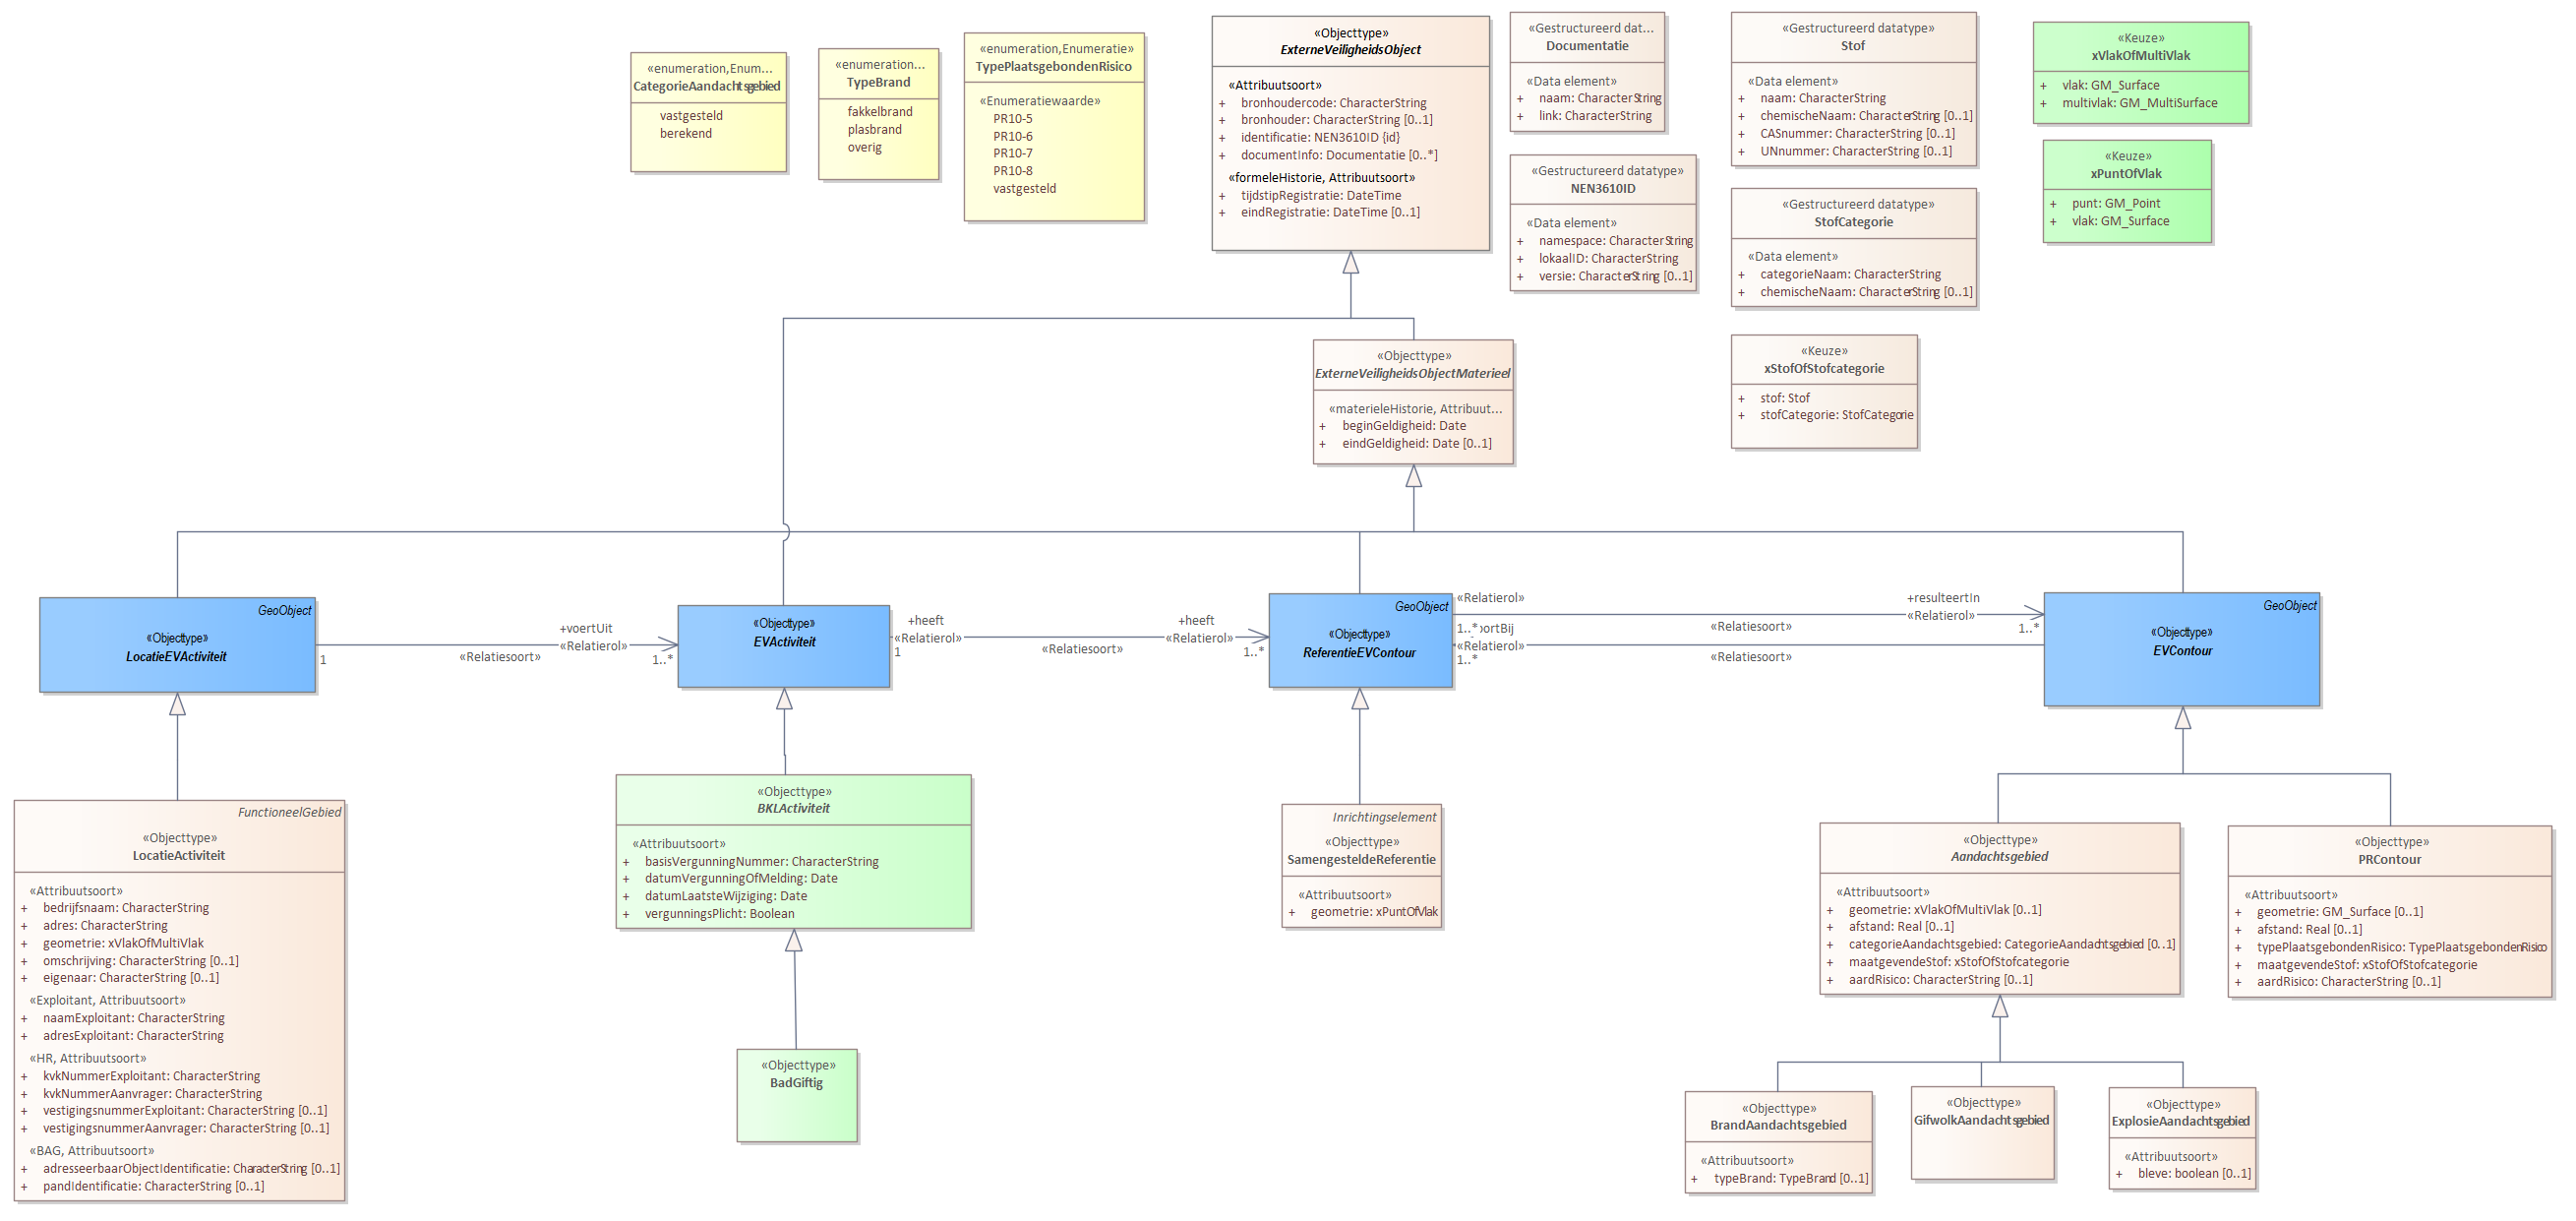 «enumeration,Enum...
CategorieAandachtsgebied
vastgesteld
berekend
«enumeration...
TypeBrand
fakkelbrand
plasbrand
overig
«enumeration,Enumeratie»
TypePlaatsgebondenRisico
«Enumeratiewaarde»
PR10-5
PR10-6
PR10-7
PR10-8
vastgesteld
«Objecttype»
ExterneVeiligheidsObject
«Attribuutsoort»
+ bronhoudercode: CharacterString
+ bronhouder: CharacterString [0..1]
+ identificatie: NEN3610ID {id}
+ documentInfo: Documentatie [0..*]
«formeleHistorie, Attribuutsoort»
+ tijdstipRegistratie: DateTime
+ eindRegistratie: DateTime [0..1]
«Gestructureerd dat...
Documentatie
«Data element»
+ naam: CharacterString
+ link: CharacterString
«Gestructureerd datatype»
NEN3610ID
«Data element»
+ namespace: CharacterString
+ lokaalID: CharacterString
+ versie: CharacterString [0..1]
«Gestructureerd datatype»
Stof
«Data element»
+ naam: CharacterString
+ chemischeNaam: CharacterString [0..1]
+ CASnummer: CharacterString [0..1]
+ UNnummer: CharacterString [0..1]
«Gestructureerd datatype»
StofCategorie
«Data element»
+ categorieNaam: CharacterString
+ chemischeNaam: CharacterString [0..1]
«Keuze»
xStofOfStofcategorie
+ stof: Stof
+ stofCategorie: StofCategorie
«Keuze»
xVlakOfMultiVlak
+ vlak: GM_Surface
+ multivlak: GM_MultiSurface
«Keuze»
xPuntOfVlak
+ punt: GM_Point
+ vlak: GM_Surface
«Objecttype»
ExterneVeiligheidsObjectMaterieel
«materieleHistorie, Attribuut...
+ beginGeldigheid: Date
+ eindGeldigheid: Date [0..1]
GeoObject
«Objecttype»
LocatieEVActiviteit
1
«Relatiesoort»
+voertUit
«Relatierol»
1..*
«Objecttype»
EVActiviteit
+heeft
«Relatierol»
1
«Relatiesoort»
+heeft
«Relatierol»
1..*
GeoObject
«Objecttype»
ReferentieEVContour
«Relatierol»
1..*
ortBij
«Relatierol»
1..*
«Relatiesoort»
«Relatiesoort»
+resulteertIn
«Relatierol»
1..*
GeoObject
«Objecttype»
EVContour
FunctioneelGebied
«Objecttype»
LocatieActiviteit
«Attribuutsoort»
+ bedrijfsnaam: CharacterString
+ adres: CharacterString
+ geometrie: xVlakOfMultiVlak
+ omschrijving: CharacterString [0..1]
+ eigenaar: CharacterString [0..1]
«Exploitant, Attribuutsoort»
+ naamExploitant: CharacterString
+ adresExploitant: CharacterString
«HR, Attribuutsoort»
+ kvkNummerExploitant: CharacterString
+ kvkNummerAanvrager: CharacterString
+ vestigingsnummerExploitant: CharacterString [0..1]
+ vestigingsnummerAanvrager: CharacterString [0..1]
«BAG, Attribuutsoort»
+ adresseerbaarObjectIdentificatie: CharacterString [0..1]
+ pandIdentificatie: CharacterString [0..1]
«Objecttype»
BKLActiviteit
«Attribuutsoort»
+ basisVergunningNummer: CharacterString
+ datumVergunningOfMelding: Date
+ datumLaatsteWijziging: Date
+ vergunningsPlicht: Boolean
«Objecttype»
BadGiftig
Inrichtingselement
«Objecttype»
SamengesteldeReferentie
«Attribuutsoort»
+ geometrie: xPuntOfVlak
«Objecttype»
Aandachtsgebied
«Attribuutsoort»
+ geometrie: xVlakOfMultiVlak [0..1]
+ afstand: Real [0..1]
+ categorieAandachtsgebied: CategorieAandachtsgebied [0..1]
+ maatgevendeStof: xStofOfStofcategorie
+ aardRisico: CharacterString [0..1]
«Objecttype»
PRContour
«Attribuutsoort»
+ geometrie: GM_Surface [0..1]
+ afstand: Real [0..1]
+ typePlaatsgebondenRisico: TypePlaatsgebondenRisico
+ maatgevendeStof: xStofOfStofcategorie
+ aardRisico: CharacterString [0..1]
«Objecttype»
BrandAandachtsgebied
«Attribuutsoort»
+ typeBrand: TypeBrand [0..1]
«Objecttype»
GifwolkAandachtsgebied
«Objecttype»
ExplosieAandachtsgebied
«Attribuutsoort»
+ bleve: boolean [0..1]